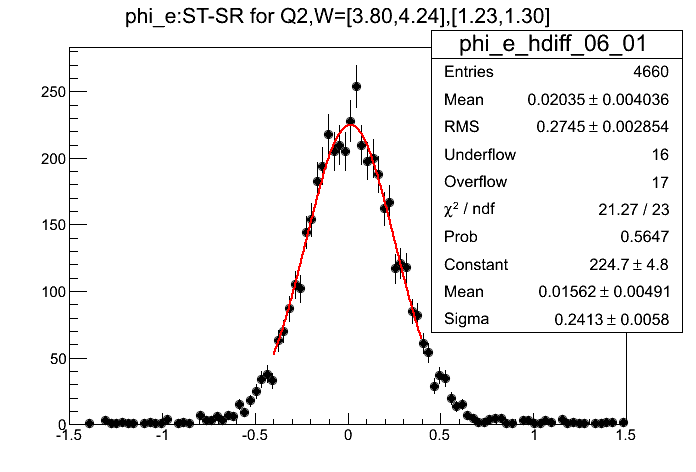 phi_e:ST-SR for Q2,W=[3.80,4.24],[1.23,1.30]
phi_e_hdiff_06_01
Entries 4660
Mean 0.02035 ± 0.004036
RMS 0.2745 ± 0.002854
Underflow 16
Overflow 17
χ² / ndf 21.27 / 23
Prob 0.5647
Constant 224.7 ± 4.8
Mean 0.01562 ± 0.00491
Sigma 0.2413 ± 0.0058
250
200
150
100
50
0
-1.5 -1 -0.5 0 0.5 1 1.5